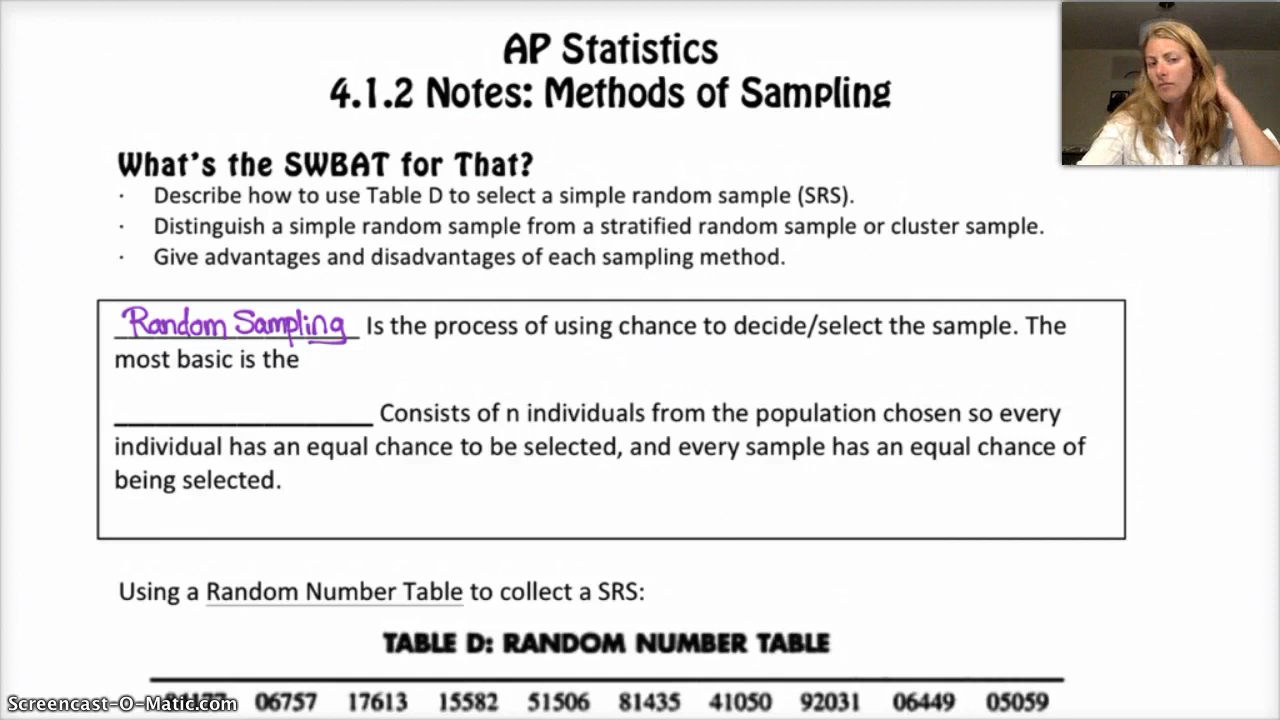 AP Statistics
4.1.2 Notes: Methods of Sampling
What's the SWBAT for That?
· Describe how to use Table D to select a simple random sample (SRS).
· Distinguish a simple random sample from a stratified random sample or cluster sample.
· Give advantages and disadvantages of each sampling method.
Random Sampling Is the process of using chance to decide/select the sample. The
most basic is the
____________________ Consists of n individuals from the population chosen so every
individual has an equal chance to be selected, and every sample has an equal chance of
being selected.
Using a Random Number Table to collect a SRS:
TABLE D: RANDOM NUMBER TABLE
06757 17613 15582 51506 81435 41050 92031 06449 05059
Screencast-O-Matic.com